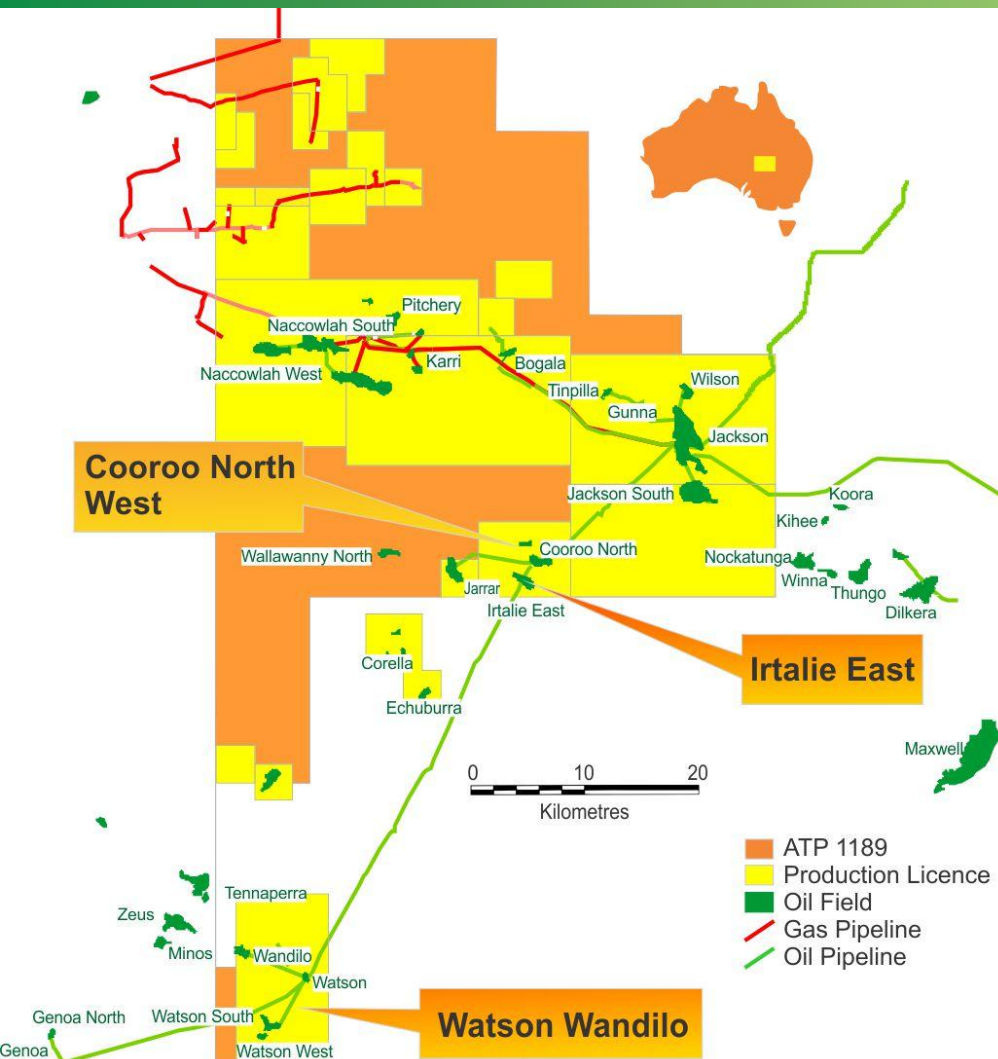 Pitchery
Naccowlah South
Karri
Bogala
Naccowlah West
Tinpilla
Wilson
Gunna
Jackson
Cooroo North
West
Jackson South
Koora
Kihee
Wallawanny North
Cooroo North
Nockatunga
Winna
Jarrar
Thungo
Irtalie East
Dilkera
Irtalie East
Corella
Echuburra
Maxwell
0 10 20
Kilometres
ATP 1189
Production Licence
Oil Field
Gas Pipeline
Oil Pipeline
Tennaperra
Zeus
Minos
Wandilo
Watson
Genoa North
Watson South
Watson Wandilo
Genoa
Watson West